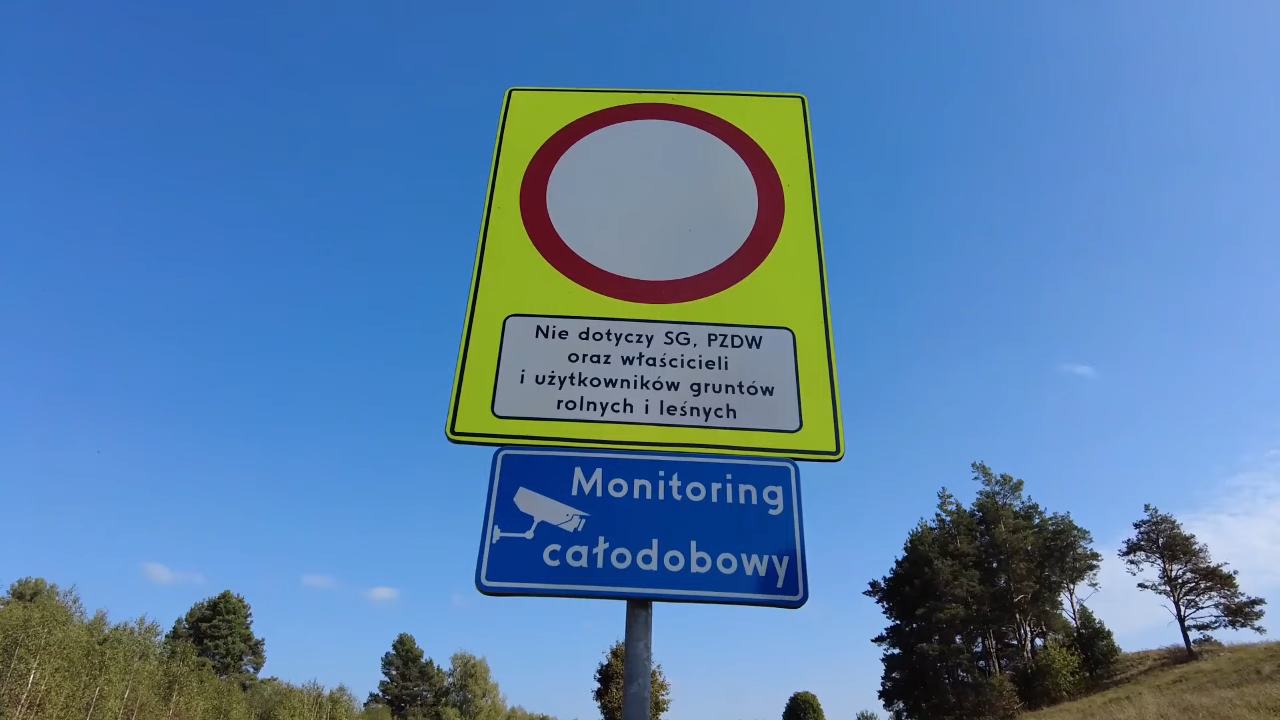 Nie dotyczy SG, PZDW
oraz właścicieli
i użytkowników gruntów
rolnych i leśnych
Monitoring
całodobowy